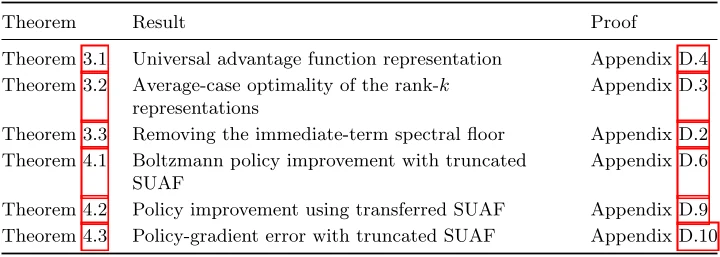 Theorem Result Proof
Theorem 3.1 Universal advantage function representation Appendix D.4
Theorem 3.2 Average-case optimality of the rank-k Appendix D.3
representations
Theorem 3.3 Removing the immediate-term spectral floor Appendix D.2
Theorem 4.1 Boltzmann policy improvement with truncated Appendix D.6
SUAF
Theorem 4.2 Policy improvement using transferred SUAF Appendix D.9
Theorem 4.3 Policy-gradient error with truncated SUAF Appendix D.10